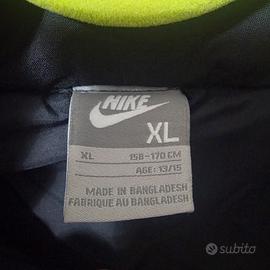 NIKE
XL
XL 158-170 CM
AGE: 13/15
MADE IN BANGLADESH
FABRIQUE AU BANGLADESH
subito